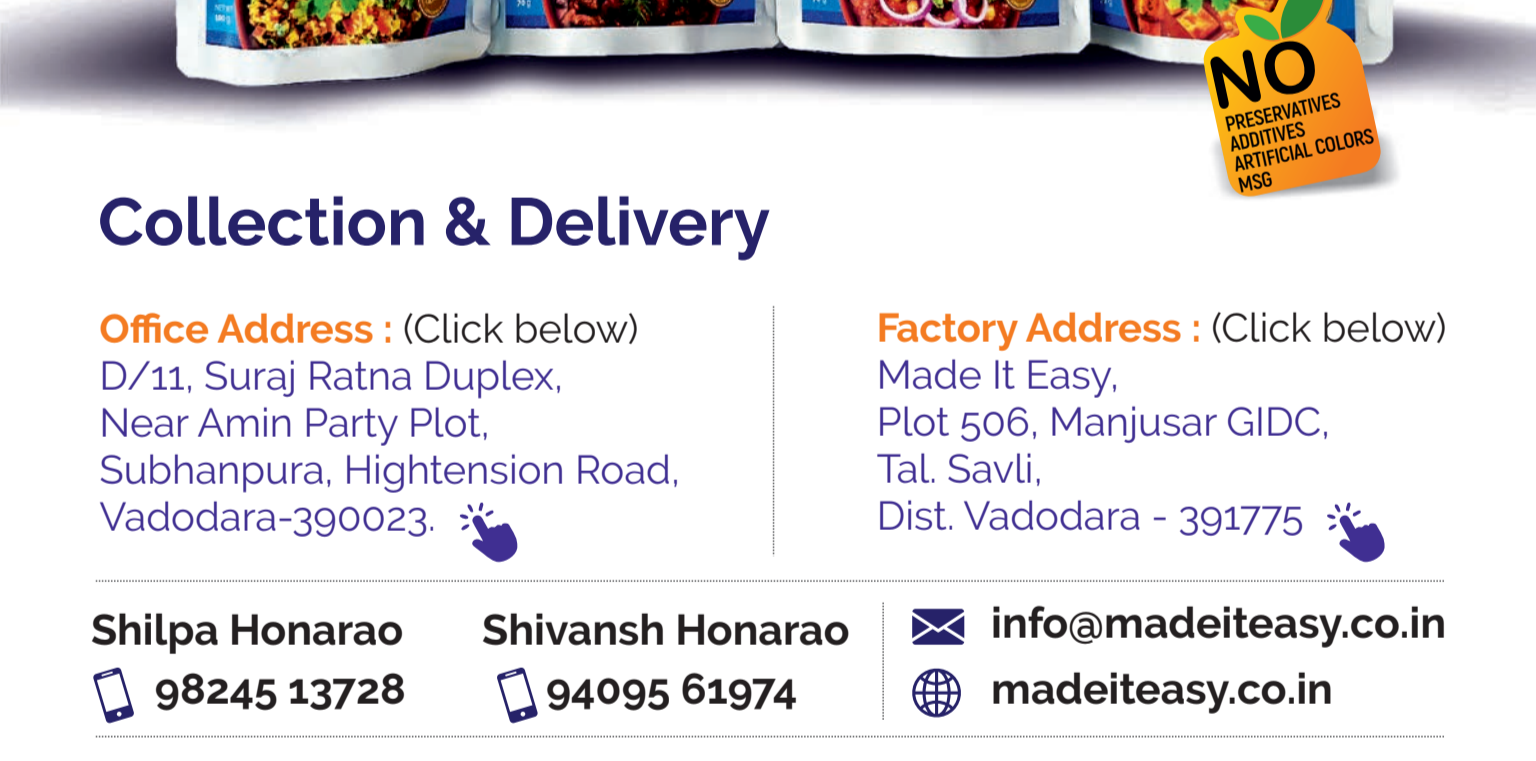 NO
PRESERVATIVES
ADDITIVES
ARTIFICIAL COLORS
MSG
Collection & Delivery
Office Address : (Click below)
D/11, Suraj Ratna Duplex,
Near Amin Party Plot,
Subhanpura, Hightension Road,
Vadodara-390023.
Factory Address : (Click below)
Made It Easy,
Plot 506, Manjusar GIDC,
Tal. Savli,
Dist. Vadodara - 391775
Shilpa Honarao
98245 13728
Shivansh Honarao
94095 61974
info@madeiteasy.co.in
madeiteasy.co.in